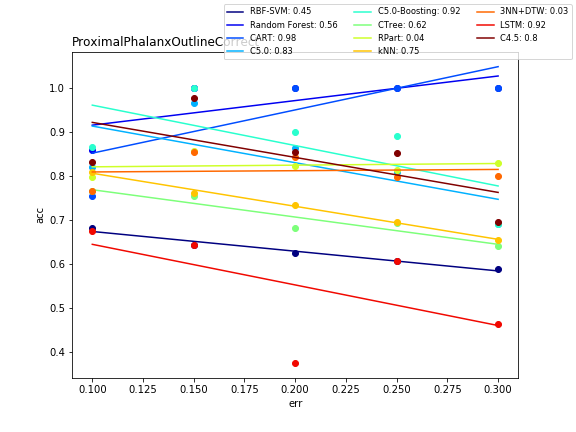 RBF-SVM: 0.45
Random Forest: 0.56
CART: 0.98
C5.0: 0.83
C5.0-Boosting: 0.92
CTree: 0.62
RPart: 0.04
kNN: 0.75
3NN+DTW: 0.03
LSTM: 0.92
C4.5: 0.8
ProximalPhalanxOutlineCorrect
1.0
0.9
0.8
0.7
0.6
0.5
0.4
acc
0.100 0.125 0.150 0.175 0.200 0.225 0.250 0.275 0.300
err